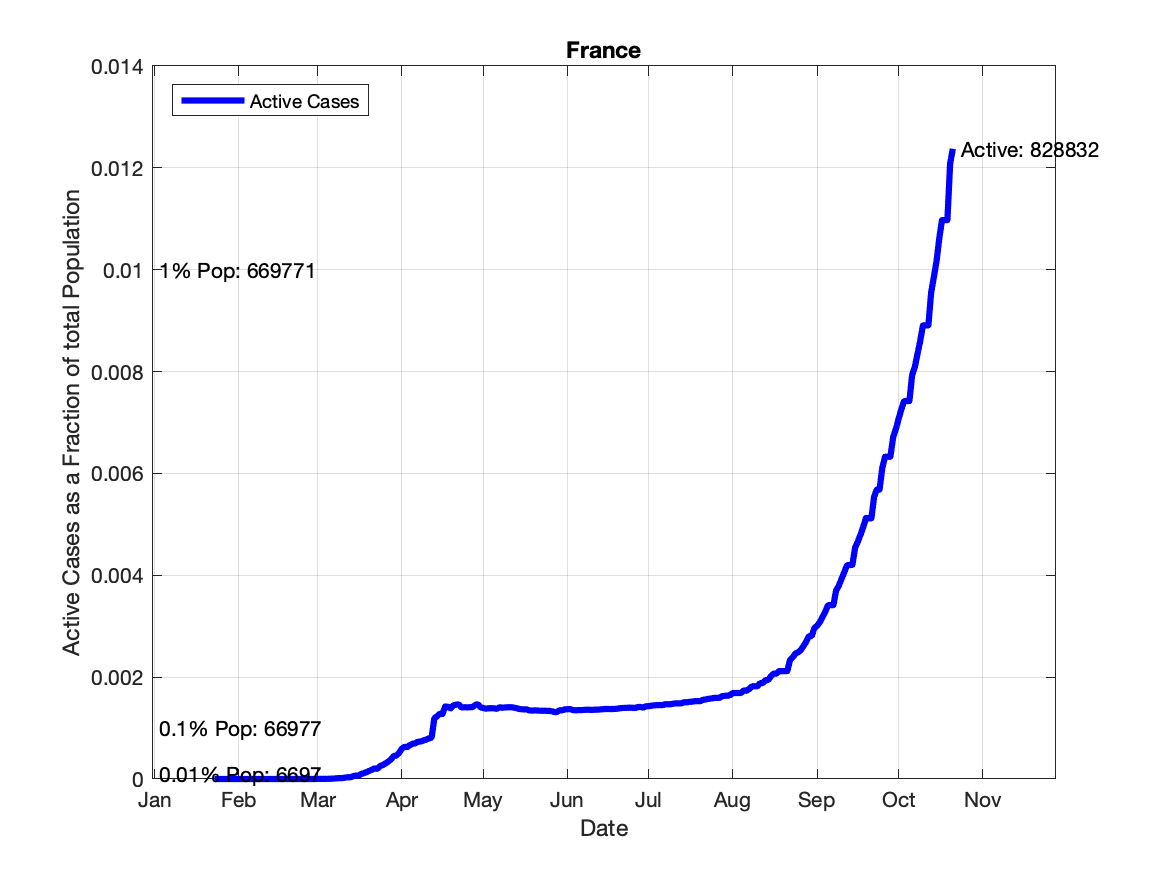 France
0.014
Active Cases
0.012
Active: 828832
0.01
1% Pop: 669771
0.008
0.006
0.004
0.002
0.1% Pop: 66977
0
0.01% Pop: 6697
Active Cases as a Fraction of total Population
Jan Feb Mar Apr May Jun Jul Aug Sep Oct Nov
Date